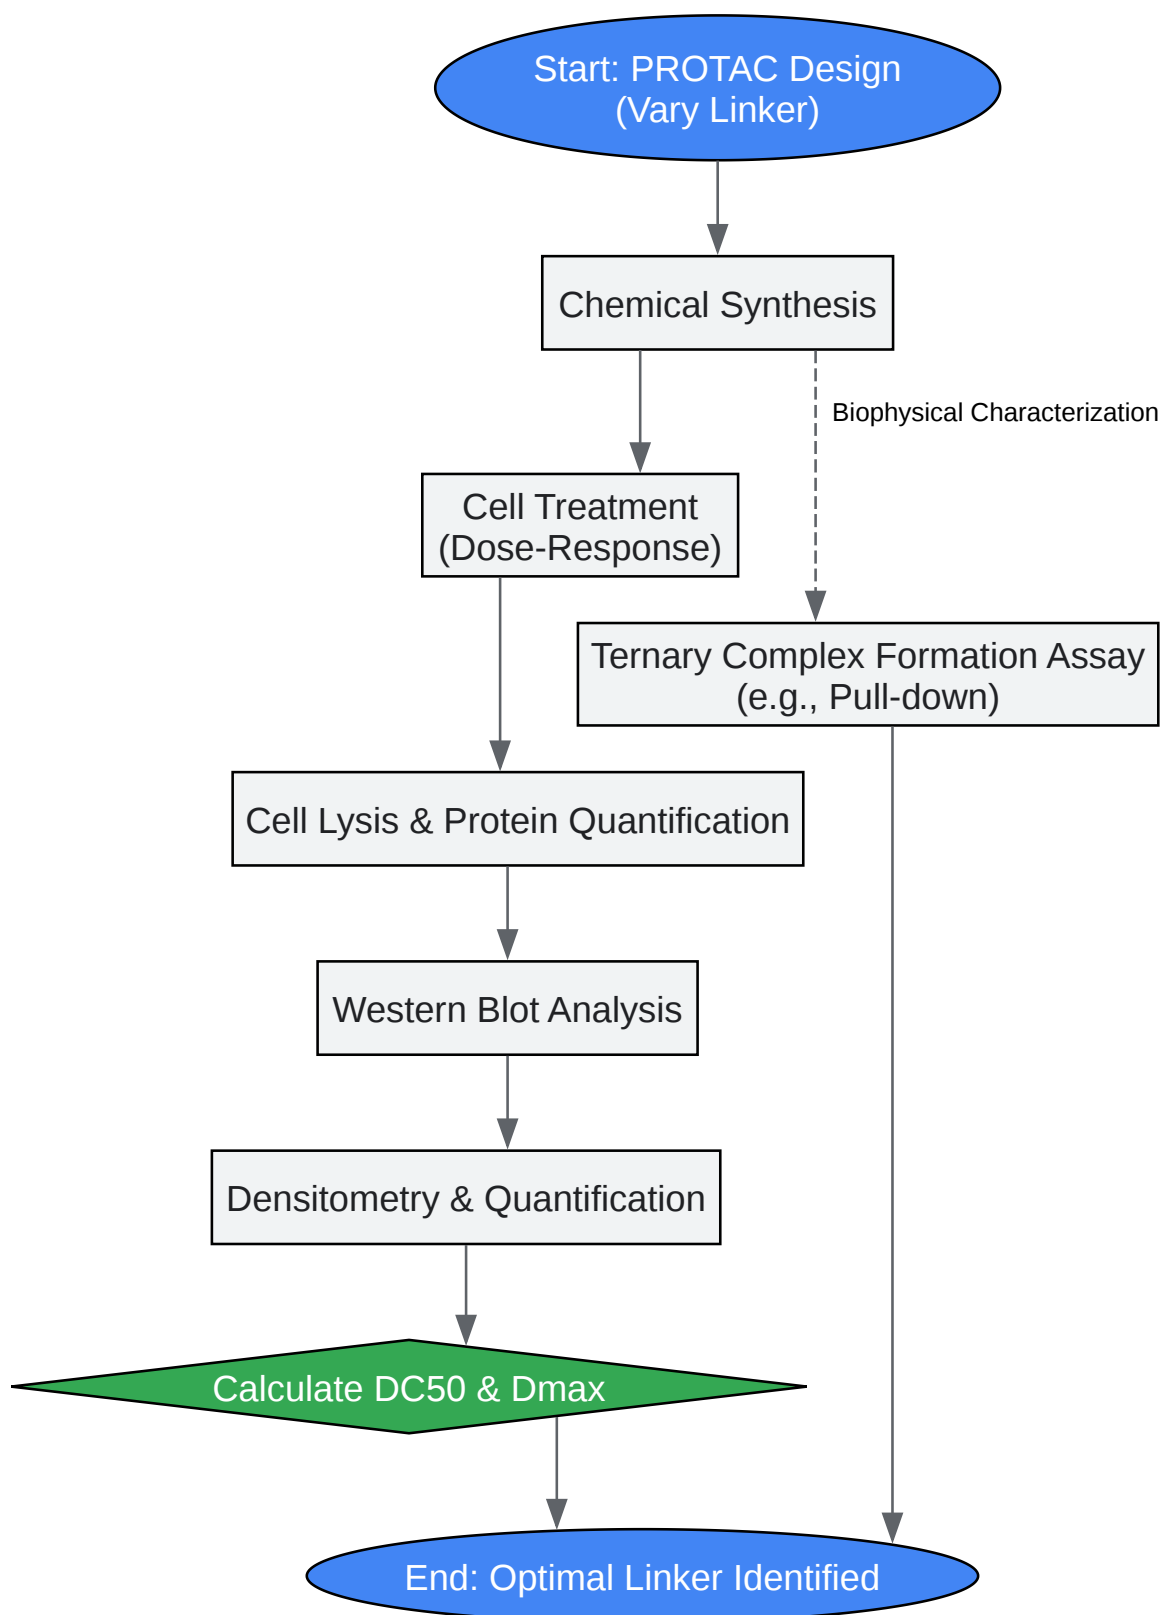 Start: PROTAC Design
(Vary Linker)
Chemical Synthesis
Biophysical Characterization
Cell Treatment
(Dose-Response)
Ternary Complex Formation Assay
(e.g., Pull-down)
Cell Lysis & Protein Quantification
Western Blot Analysis
Densitometry & Quantification
Calculate DC50 & Dmax
End: Optimal Linker Identified